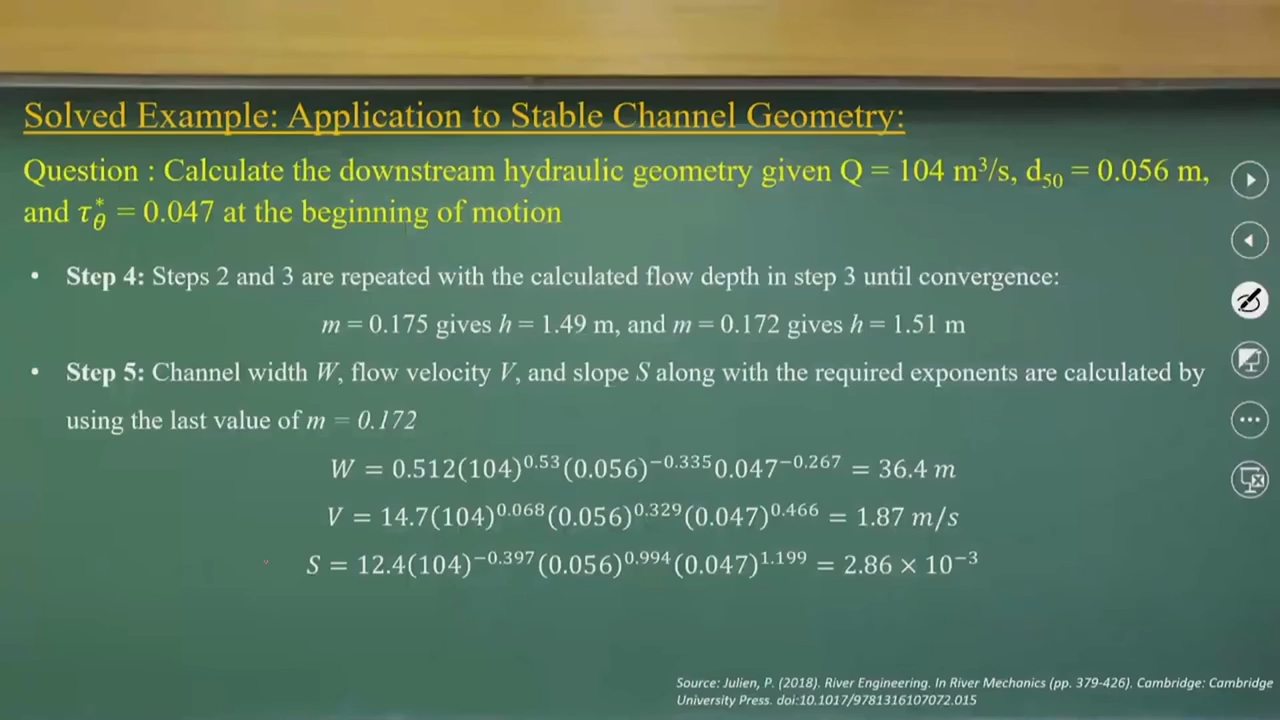 Solved Example: Application to Stable Channel Geometry:
Question : Calculate the downstream hydraulic geometry given Q = 104 m³/s, d₅₀ = 0.056 m,
and τ*θ = 0.047 at the beginning of motion
• Step 4: Steps 2 and 3 are repeated with the calculated flow depth in step 3 until convergence:
m = 0.175 gives h = 1.49 m, and m = 0.172 gives h = 1.51 m
• Step 5: Channel width W, flow velocity V, and slope S along with the required exponents are calculated by
using the last value of m = 0.172
W = 0.512(104)^0.53(0.056)^−0.335 0.047^−0.267 = 36.4 m
V = 14.7(104)^0.068(0.056)^0.329(0.047)^0.466 = 1.87 m/s
S = 12.4(104)^−0.397(0.056)^0.994(0.047)^1.199 = 2.86 × 10^−3
Source: Julien, P. (2018). River Engineering. In River Mechanics (pp. 379-426). Cambridge: Cambridge
University Press. doi:10.1017/9781316107072.015